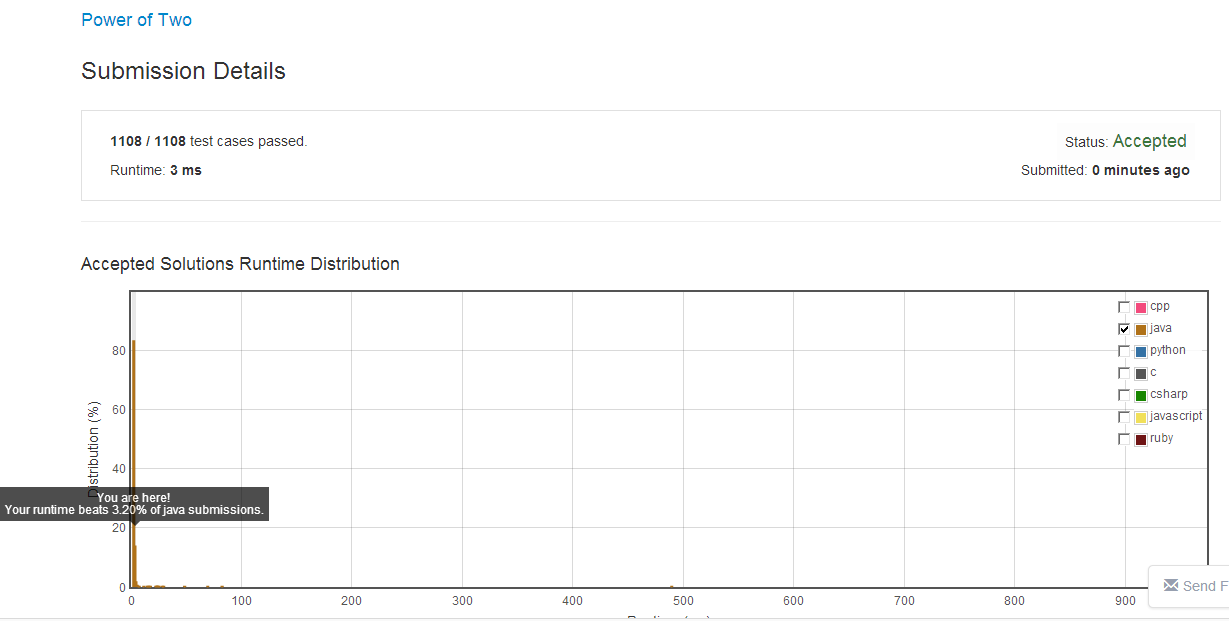 Power of Two
Submission Details
1108 / 1108 test cases passed.
Status: Accepted
Runtime: 3 ms
Submitted: 0 minutes ago
Accepted Solutions Runtime Distribution
cpp
java
python
c
csharp
javascript
ruby
Distribution (%)
80
60
40
20
0
You are here!
Your runtime beats 3.20% of java submissions.
0 100 200 300 400 500 600 700 800 900
Send F